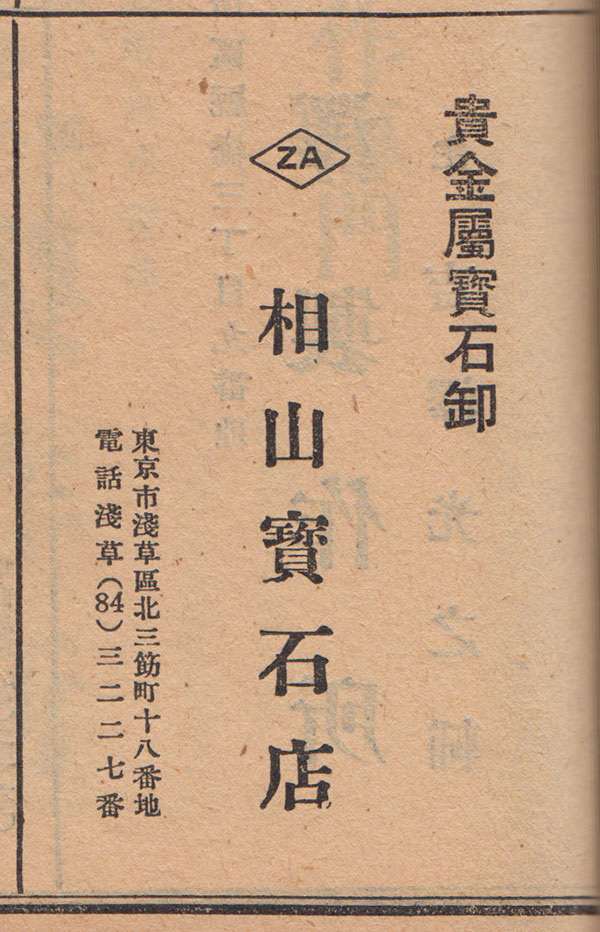 貴金屬寶石卸
ZA
相山寶石店
東京市淺草區北三筋町十八番地
電話淺草(84)三二二七番